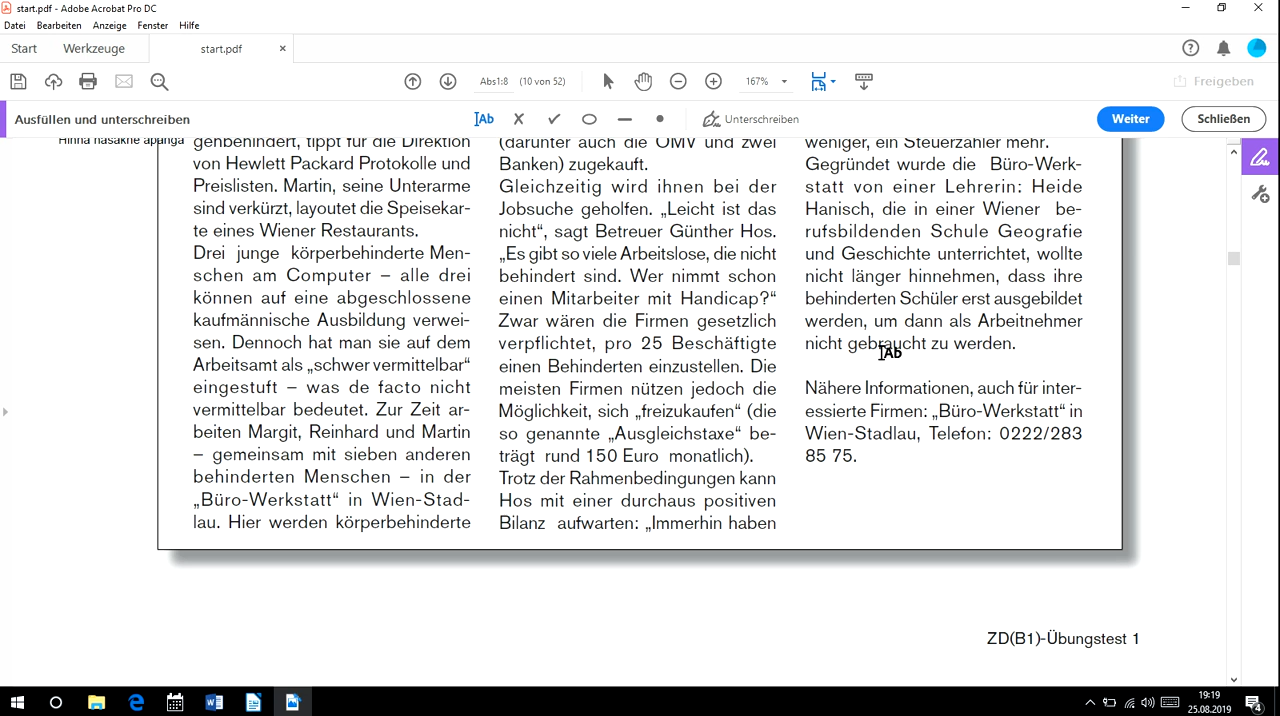 start.pdf - Adobe Acrobat Pro DC
Datei Bearbeiten Anzeige Fenster Hilfe
Start Werkzeuge start.pdf
Abs1:8 (10 von 52) 167% Freigeben
Ausfüllen und unterschreiben Ab Unterschreiben Weiter Schließen
genbehindert, tippt für die Direktion
von Hewlett Packard Protokolle und
Preislisten. Martin, seine Unterarme
sind verkürzt, layoutet die Speisekar-
te eines Wiener Restaurants.
Drei junge körperbehinderte Men-
schen am Computer – alle drei
können auf eine abgeschlossene
kaufmännische Ausbildung verwei-
sen. Dennoch hat man sie auf dem
Arbeitsamt als „schwer vermittelbar“
eingestuft – was de facto nicht
vermittelbar bedeutet. Zur Zeit ar-
beiten Margit, Reinhard und Martin
– gemeinsam mit sieben anderen
behinderten Menschen – in der
„Büro-Werkstatt“ in Wien-Stad-
lau. Hier werden körperbehinderte
(darunter auch die OMV und zwei
Banken) zugekauft.
Gleichzeitig wird ihnen bei der
Jobsuche geholfen. „Leicht ist das
nicht“, sagt Betreuer Günther Hos.
„Es gibt so viele Arbeitslose, die nicht
behindert sind. Wer nimmt schon
einen Mitarbeiter mit Handicap?“
Zwar wären die Firmen gesetzlich
verpflichtet, pro 25 Beschäftigte
einen Behinderten einzustellen. Die
meisten Firmen nützen jedoch die
Möglichkeit, sich „freizukaufen“ (die
so genannte „Ausgleichstaxe“ be-
trägt rund 150 Euro monatlich).
Trotz der Rahmenbedingungen kann
Hos mit einer durchaus positiven
Bilanz aufwarten: „Immerhin haben
weniger, ein Steuerzahler mehr.
Gegründet wurde die Büro-Werk-
statt von einer Lehrerin: Heide
Hanisch, die in einer Wiener be-
rufsbildenden Schule Geografie
und Geschichte unterrichtet, wollte
nicht länger hinnehmen, dass ihre
behinderten Schüler erst ausgebildet
werden, um dann als Arbeitnehmer
nicht gebraucht zu werden.
Ab
Nähere Informationen, auch für inter-
essierte Firmen: „Büro-Werkstatt“ in
Wien-Stadlau, Telefon: 0222/283
85 75.
ZD(B1)-Übungstest 1
19:19
25.08.2019
4